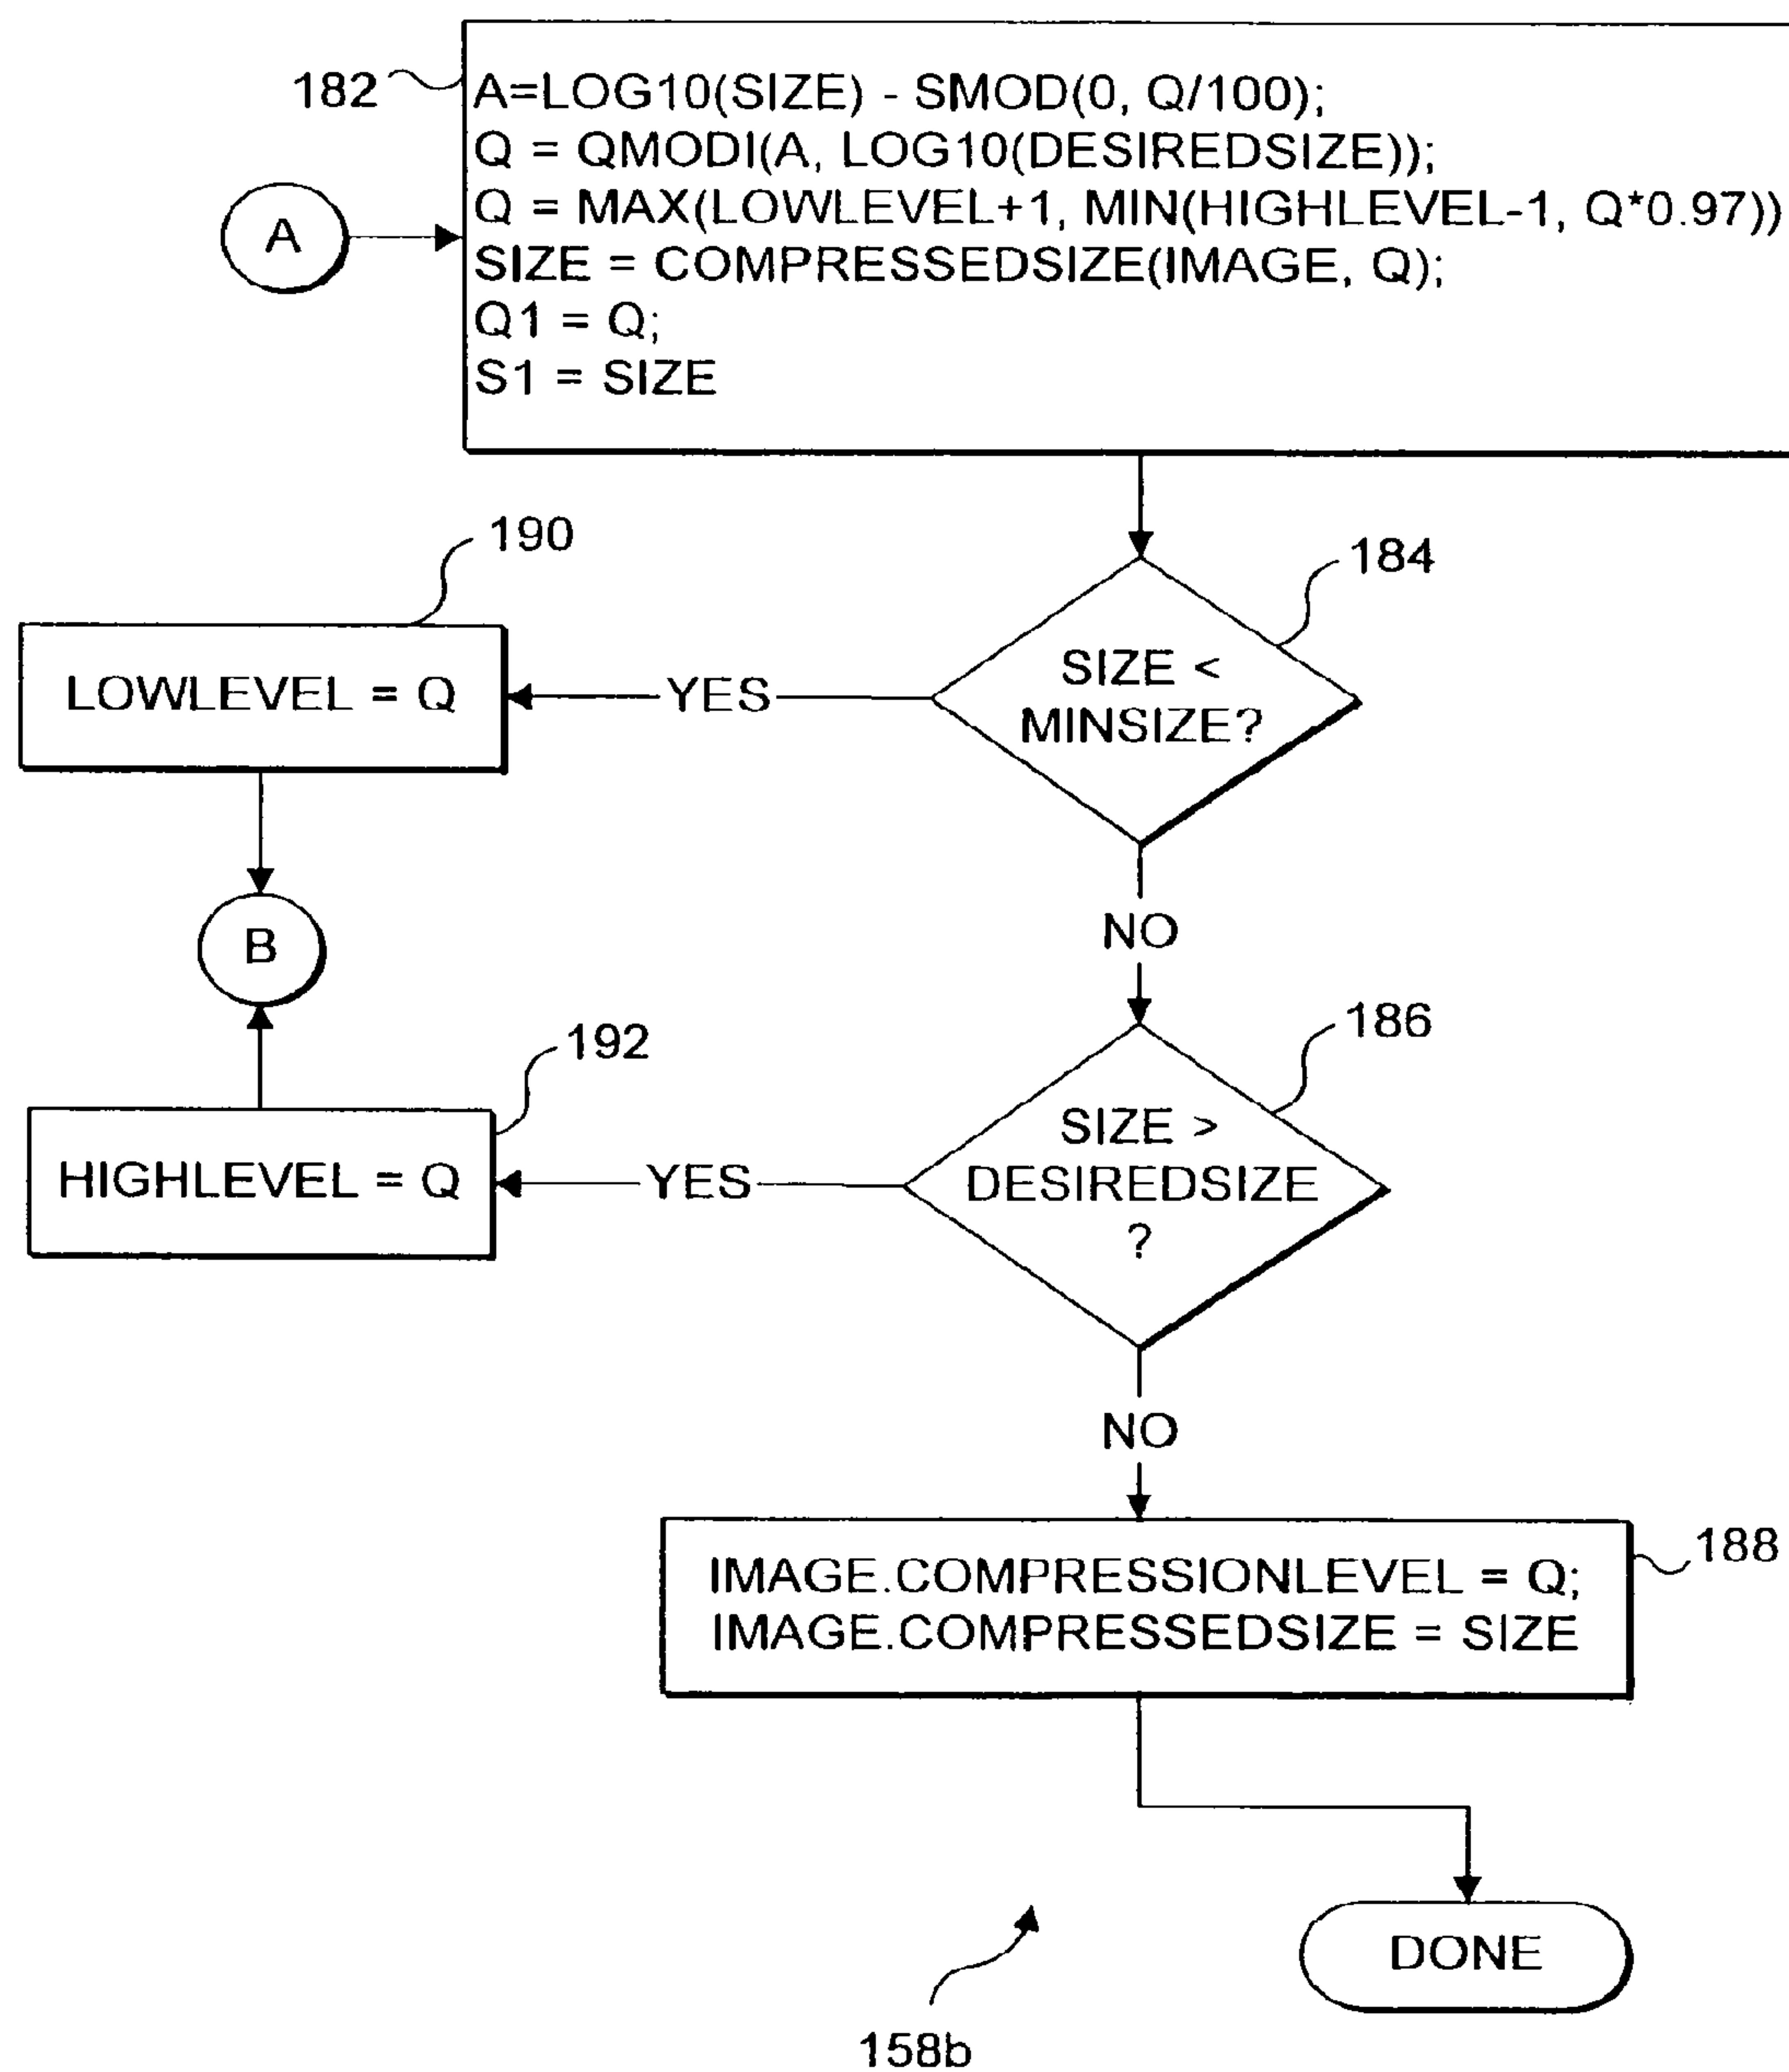 182
A=LOG10(SIZE) - SMOD(0, Q/100);
Q = QMODI(A, LOG10(DESIREDSIZE));
Q = MAX(LOWLEVEL+1, MIN(HIGHLEVEL-1, Q*0.97))
SIZE = COMPRESSEDSIZE(IMAGE, Q);
Q1 = Q;
S1 = SIZE
A
190
184
LOWLEVEL = Q
YES
SIZE <
MINSIZE?
B
NO
192
186
HIGHLEVEL = Q
YES
SIZE >
DESIREDSIZE
?
NO
188
IMAGE.COMPRESSIONLEVEL = Q;
IMAGE.COMPRESSEDSIZE = SIZE
DONE
158b